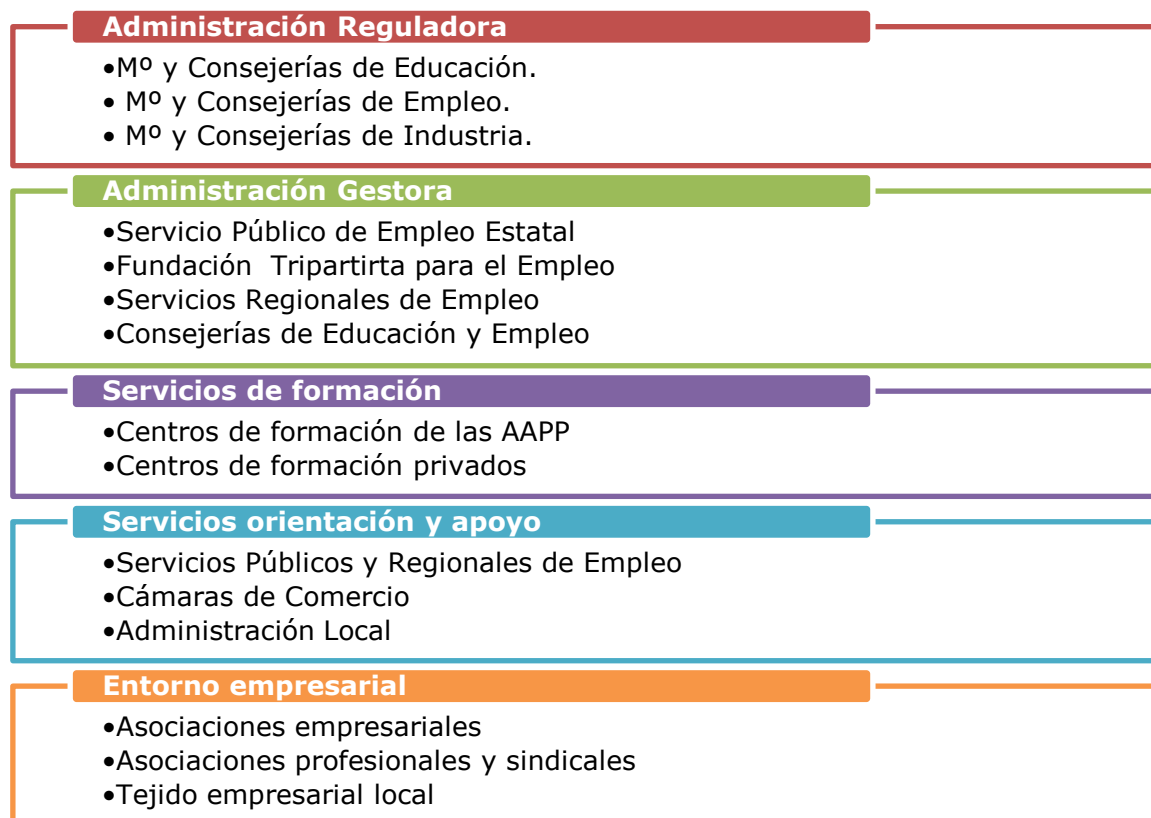 Administración Reguladora
•Mº y Consejerías de Educación.
• Mº y Consejerías de Empleo.
• Mº y Consejerías de Industria.
Administración Gestora
•Servicio Público de Empleo Estatal
•Fundación  Tripartirta para el Empleo
•Servicios Regionales de Empleo
•Consejerías de Educación y Empleo
Servicios de formación
•Centros de formación de las AAPP
•Centros de formación privados
Servicios orientación y apoyo
•Servicios Públicos y Regionales de Empleo
•Cámaras de Comercio
•Administración Local
Entorno empresarial
•Asociaciones empresariales
•Asociaciones profesionales y sindicales
•Tejido empresarial local